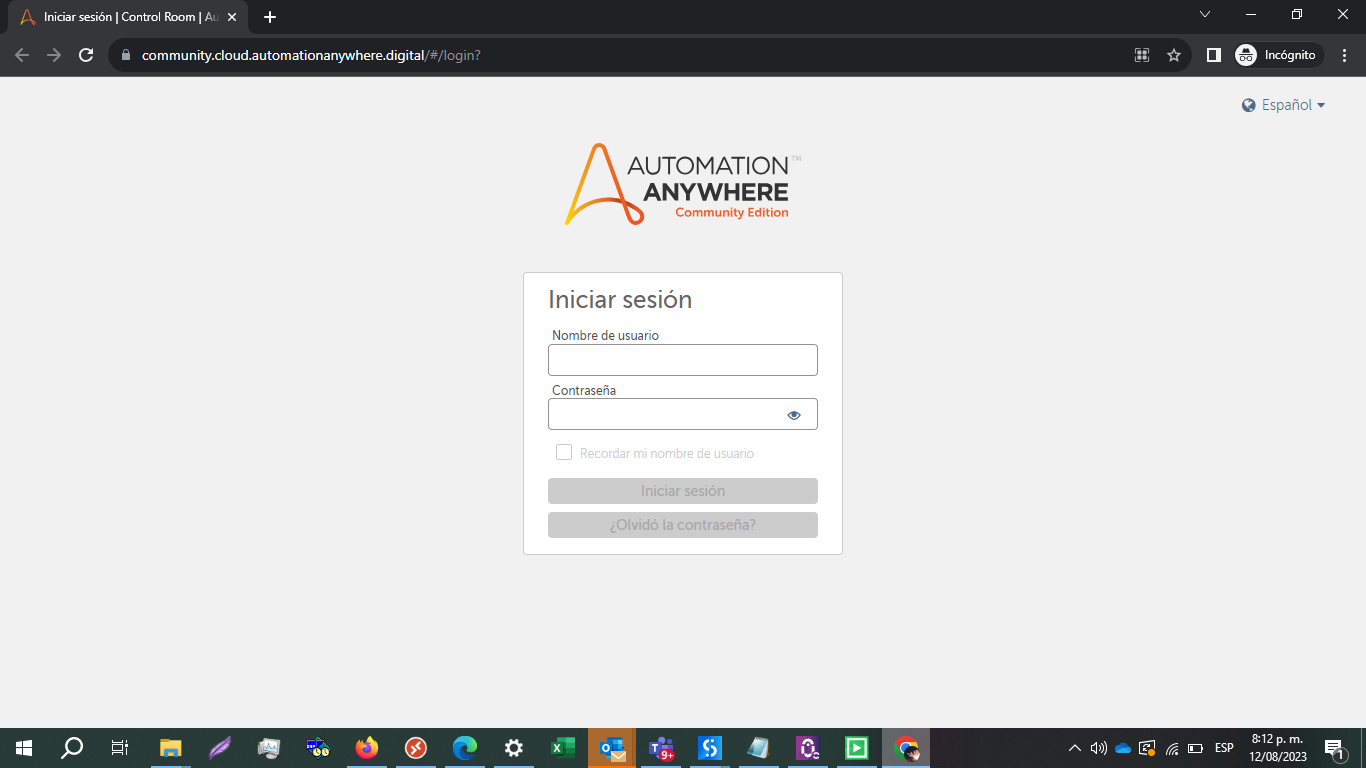 Iniciar sesión | Control Room | Au
Incógnito
community.cloud.automationanywhere.digital/#/login?
Español
AUTOMATION™
ANYWHERE
Community Edition
Iniciar sesión
Nombre de usuario
Contraseña
Recordar mi nombre de usuario
Iniciar sesión
¿Olvidó la contraseña?
9+
ESP
8:12 p. m.
12/08/2023
1